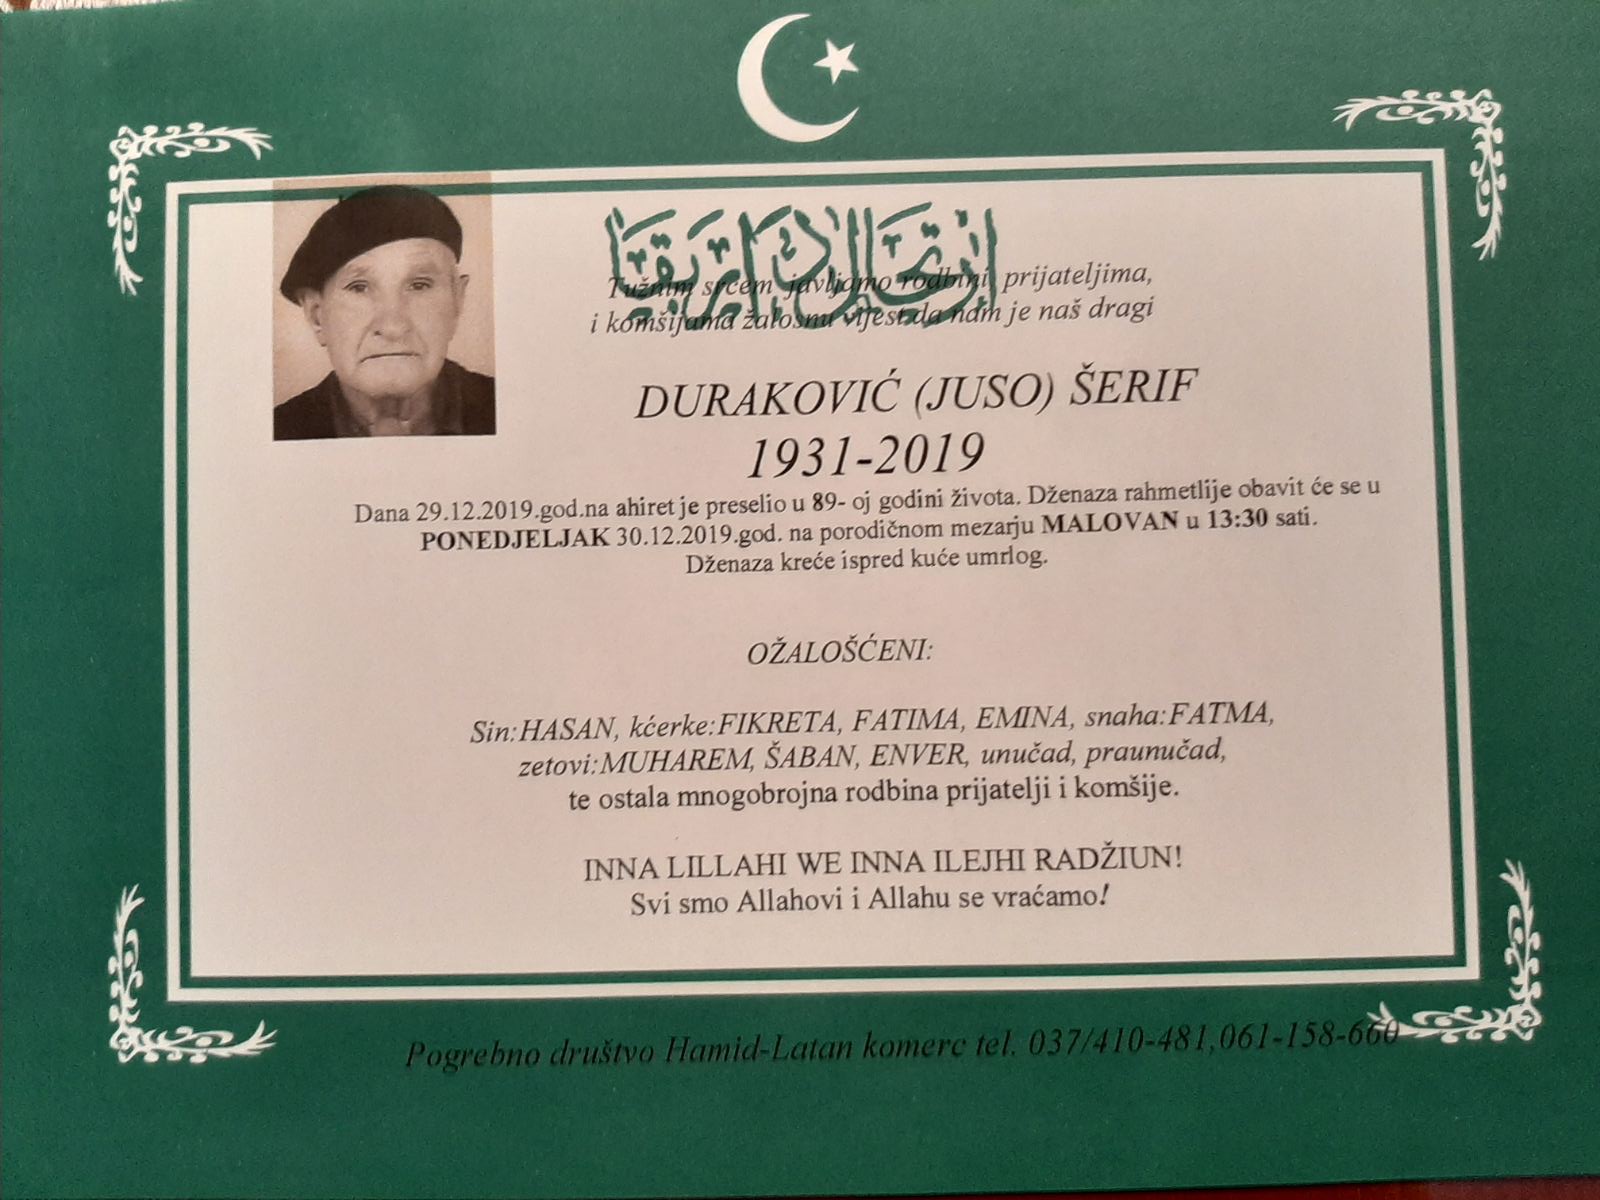 Tužnim srcem javljamo rodbini, prijateljima,
i komšijama žalosnu vijest da nam je naš dragi
DURAKOVIĆ (JUSO) ŠERIF
1931-2019
Dana 29.12.2019.god.na ahiret je preselio u 89- oj godini života. Dženaza rahmetlije obavit će se u
PONEDJELJAK 30.12.2019.god. na porodičnom mezarju MALOVAN u 13:30 sati.
Dženaza kreće ispred kuće umrlog.
OŽALOŠĆENI:
Sin:HASAN, kćerke:FIKRETA, FATIMA, EMINA, snaha:FATMA,
zetovi:MUHAREM, ŠABAN, ENVER, unučad, praunučad,
te ostala mnogobrojna rodbina prijatelji i komšije.
INNA LILLAHI WE INNA ILEJHI RADŽIUN!
Svi smo Allahovi i Allahu se vraćamo!
Pogrebno društvo Hamid-Latan komerc tel. 037/410-481,061-158-660